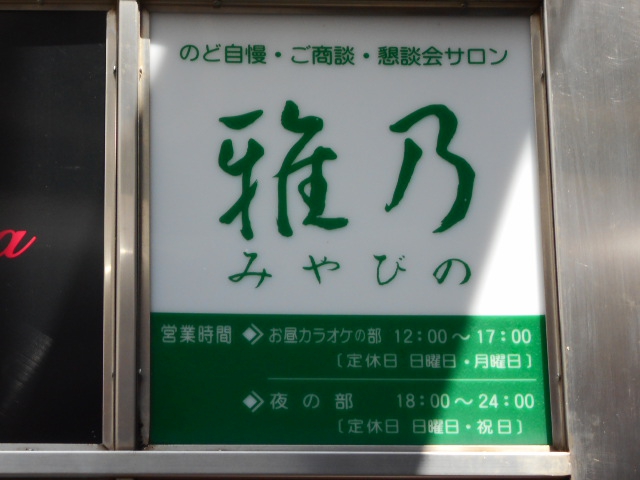 のど自慢・ご商談・懇談会サロン
雅乃
みやびの
営業時間 お昼カラオケの部 12:00〜17:00
〔定休日 日曜日・月曜日〕
夜の部 18:00〜24:00
〔定休日 日曜日・祝日〕
a